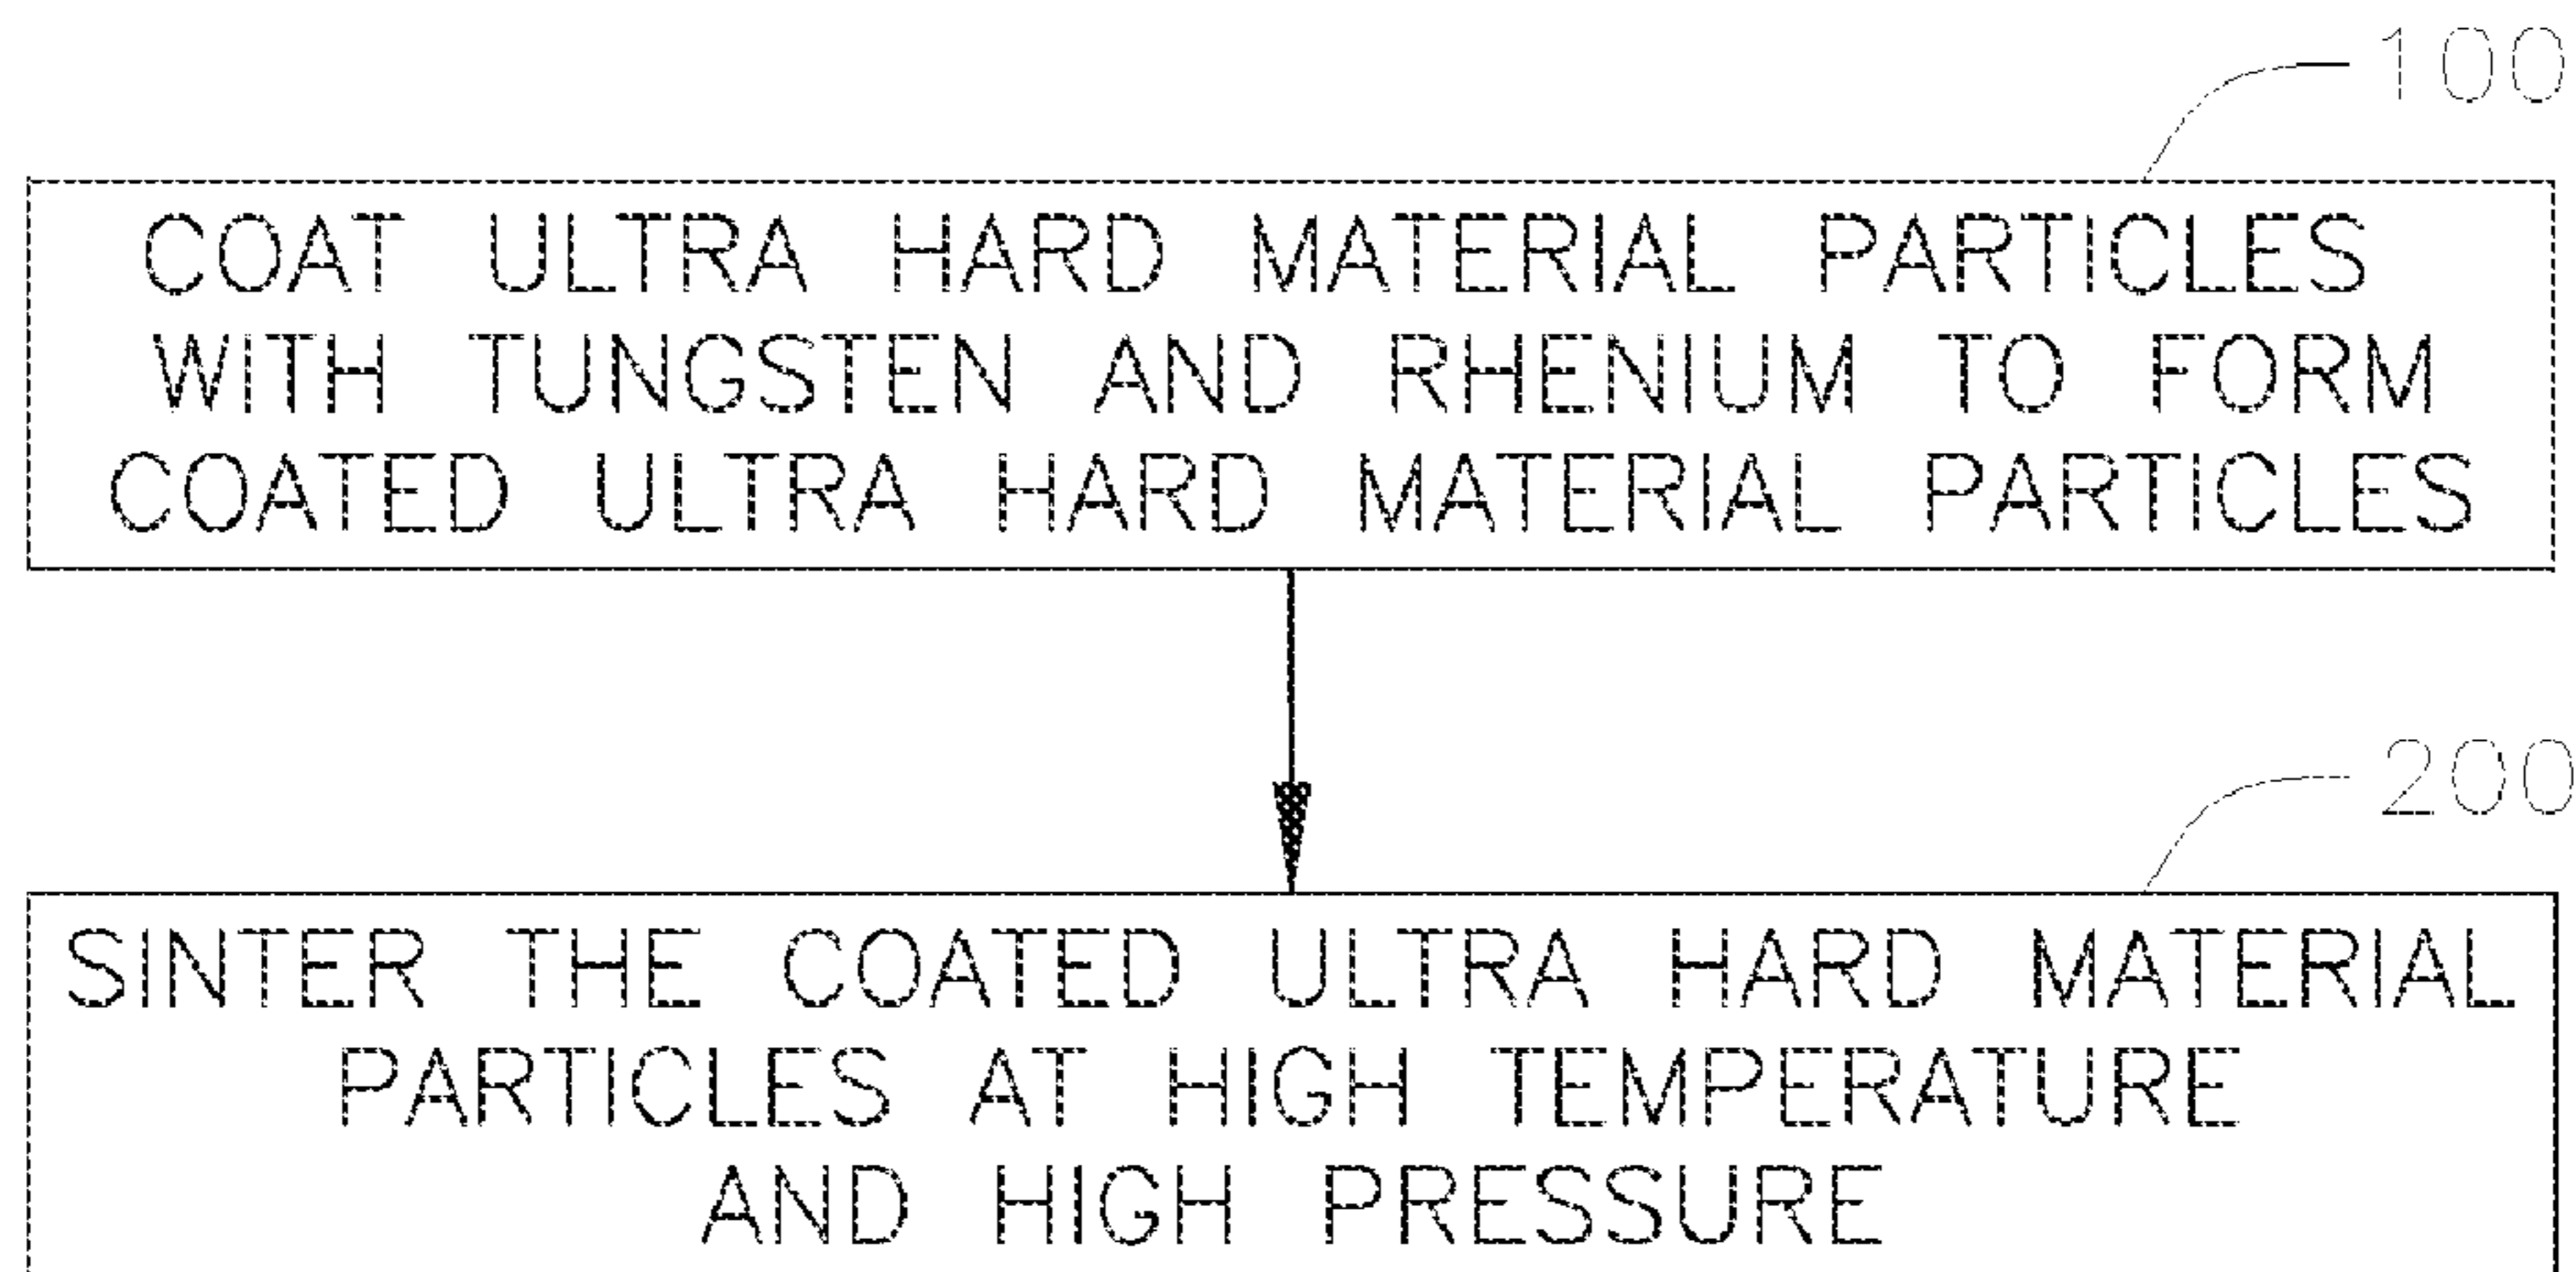 100
COAT ULTRA HARD MATERIAL PARTICLES
WITH TUNGSTEN AND RHENIUM TO FORM
COATED ULTRA HARD MATERIAL PARTICLES
200
SINTER THE COATED ULTRA HARD MATERIAL
PARTICLES AT HIGH TEMPERATURE
AND HIGH PRESSURE